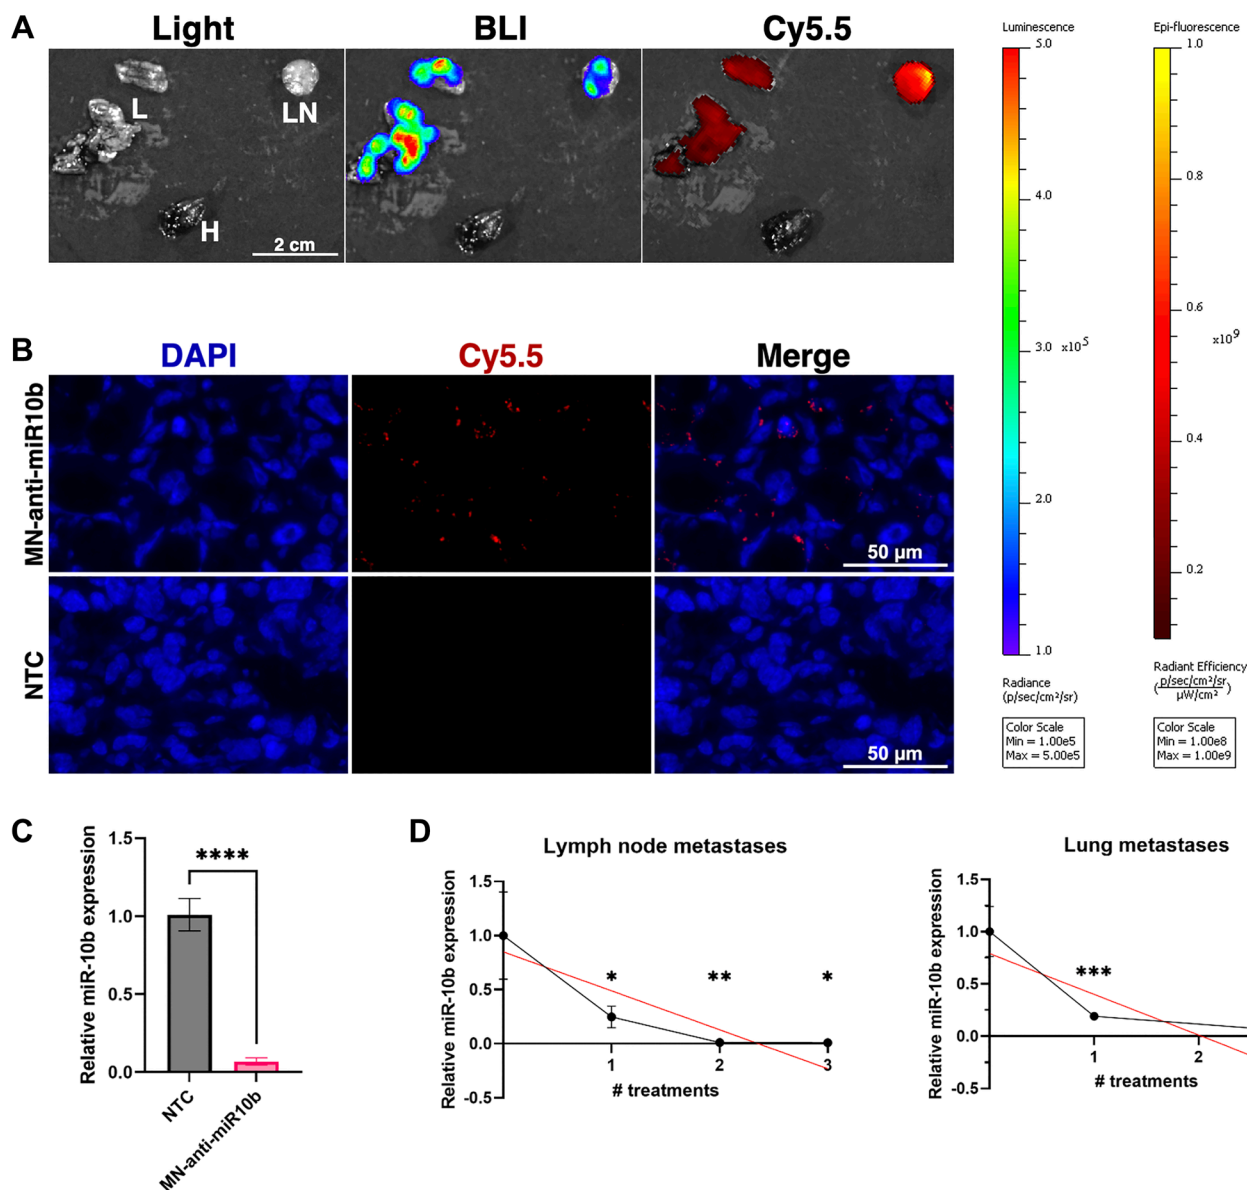 A
Light
BLI
Cy5.5
L
LN
H
2 cm
Luminescence
5.0
4.0
3.0
x10⁵
2.0
1.0
Radiance
(p/sec/cm²/sr)
Color Scale
Min = 1.00e5
Max = 5.00e5
Epi-fluorescence
1.0
0.8
0.6
x10⁹
0.4
0.2
Radiant Efficiency
(p/sec/cm²/sr
µW/cm²)
Color Scale
Min = 1.00e8
Max = 1.00e9
B
DAPI
Cy5.5
Merge
MN-anti-miR10b
50 µm
NTC
50 µm
C
Relative miR-10b expression
1.5
1.0
0.5
0.0
****
NTC
MN-anti-miR10b
D
Lymph node metastases
Relative miR-10b expression
1.5
1.0
0.5
0.0
-0.5
*
**
*
1
2
3
# treatments
Lung metastases
Relative miR-10b expression
1.5
1.0
0.5
0.0
-0.5
***
1
2
# treatments